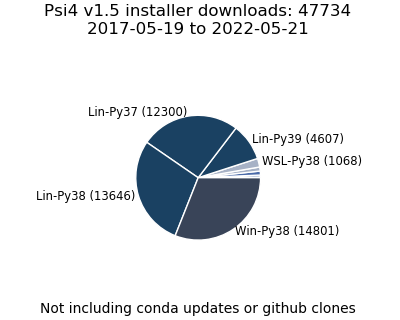 Psi4 v1.5 installer downloads: 47734
2017-05-19 to 2022-05-21
Lin-Py37 (12300)
Lin-Py39 (4607)
WSL-Py38 (1068)
Lin-Py38 (13646)
Win-Py38 (14801)
Not including conda updates or github clones